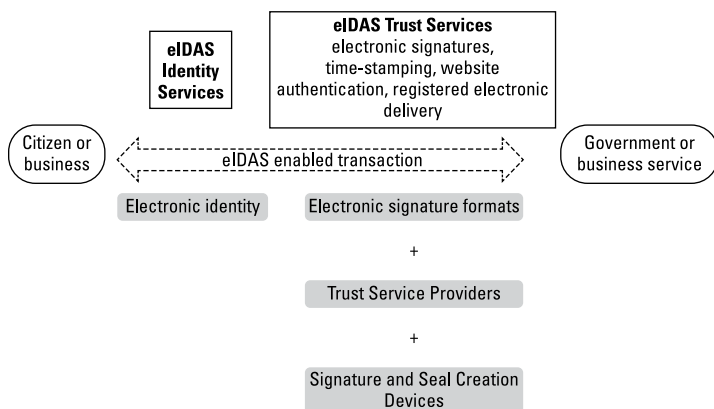 eIDAS
Identity
Services
eIDAS Trust Services
electronic signatures,
time-stamping, website
authentication, registered electronic
delivery
Citizen or
business
eIDAS enabled transaction
Government or
business service
Electronic identity
Electronic signature formats
+
Trust Service Providers
+
Signature and Seal Creation
Devices